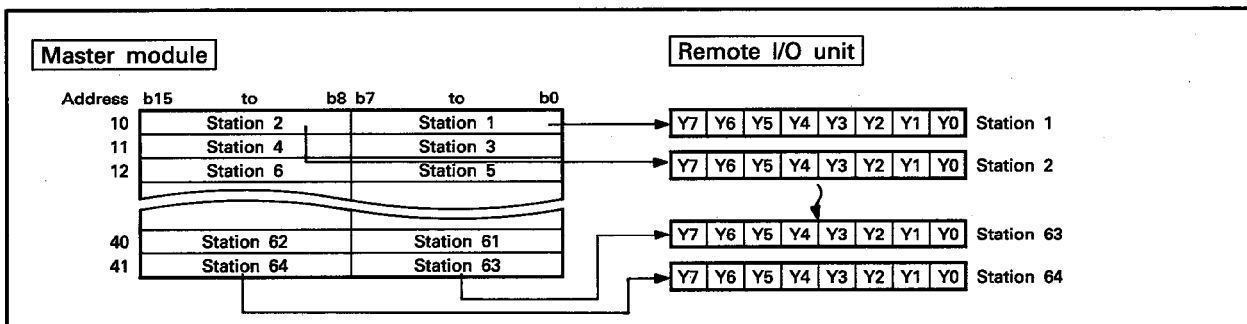 Master module
Remote I/O unit
Address b15 to b8 b7 to b0
10 Station 2 Station 1
Y7 Y6 Y5 Y4 Y3 Y2 Y1 Y0 Station 1
11 Station 4 Station 3
12 Station 6 Station 5
Y7 Y6 Y5 Y4 Y3 Y2 Y1 Y0 Station 2
40 Station 62 Station 61
Y7 Y6 Y5 Y4 Y3 Y2 Y1 Y0 Station 63
41 Station 64 Station 63
Y7 Y6 Y5 Y4 Y3 Y2 Y1 Y0 Station 64